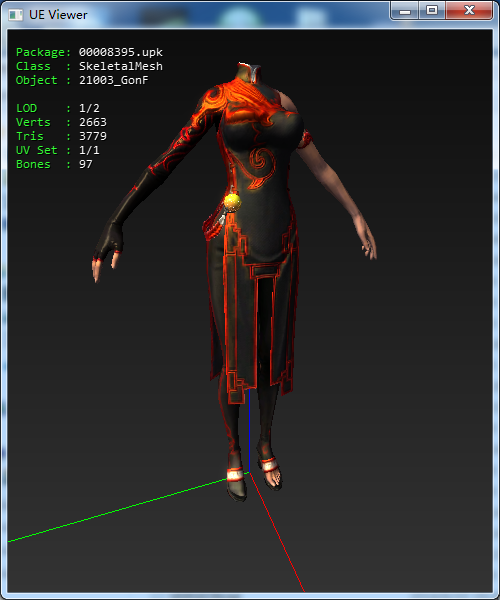 UE Viewer
Package: 00008395.upk
Class : SkeletalMesh
Object : 21003_GonF
LOD : 1/2
Verts : 2663
Tris : 3779
UV Set : 1/1
Bones : 97